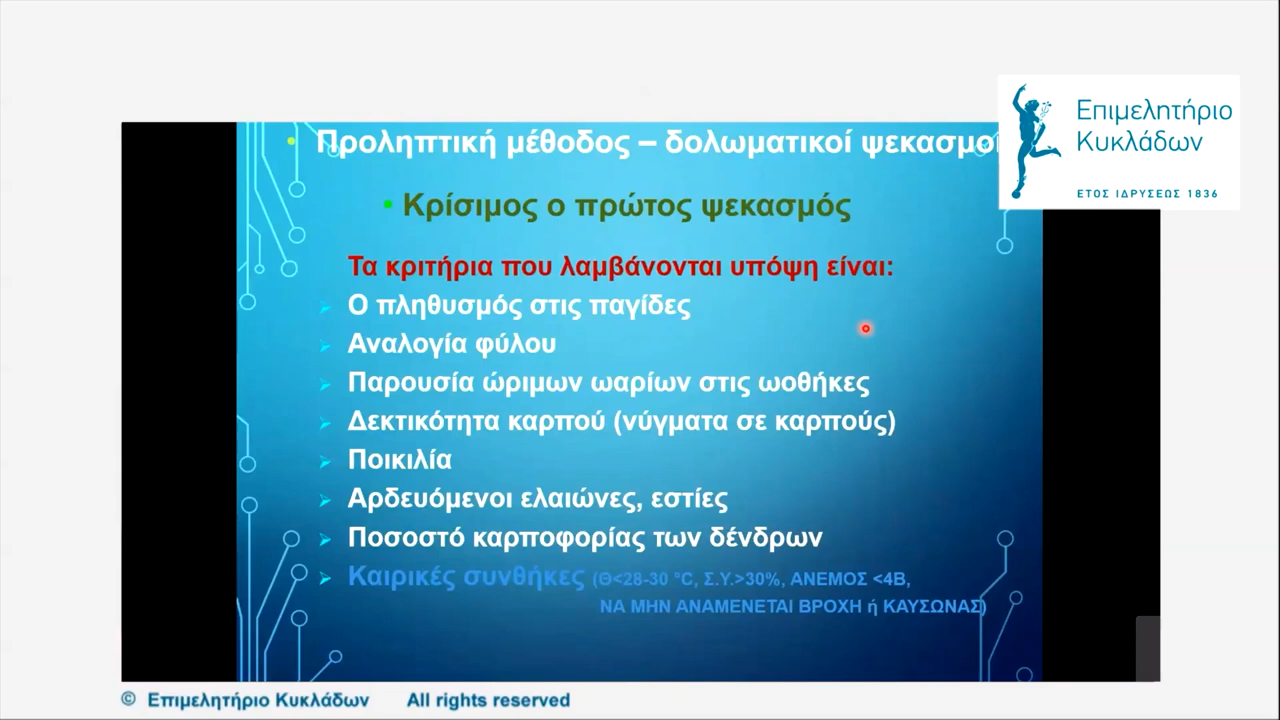 Επιμελητήριο
Κυκλάδων
ΕΤΟΣ ΙΔΡΥΣΕΩΣ 1836
• Προληπτική μέθοδος – δολωματικοί ψεκασμοί
• Κρίσιμος ο πρώτος ψεκασμός
Τα κριτήρια που λαμβάνονται υπόψη είναι:
Ο πληθυσμός στις παγίδες
Αναλογία φύλου
Παρουσία ώριμων ωαρίων στις ωοθήκες
Δεκτικότητα καρπού (νύγματα σε καρπούς)
Ποικιλία
Αρδευόμενοι ελαιώνες, εστίες
Ποσοστό καρποφορίας των δένδρων
Καιρικές συνθήκες (Θ<28-30 °C, Σ.Υ.>30%, ΑΝΕΜΟΣ <4Β,
ΝΑ ΜΗΝ ΑΝΑΜΕΝΕΤΑΙ ΒΡΟΧΗ ή ΚΑΥΣΩΝΑΣ)
© Επιμελητήριο Κυκλάδων All rights reserved